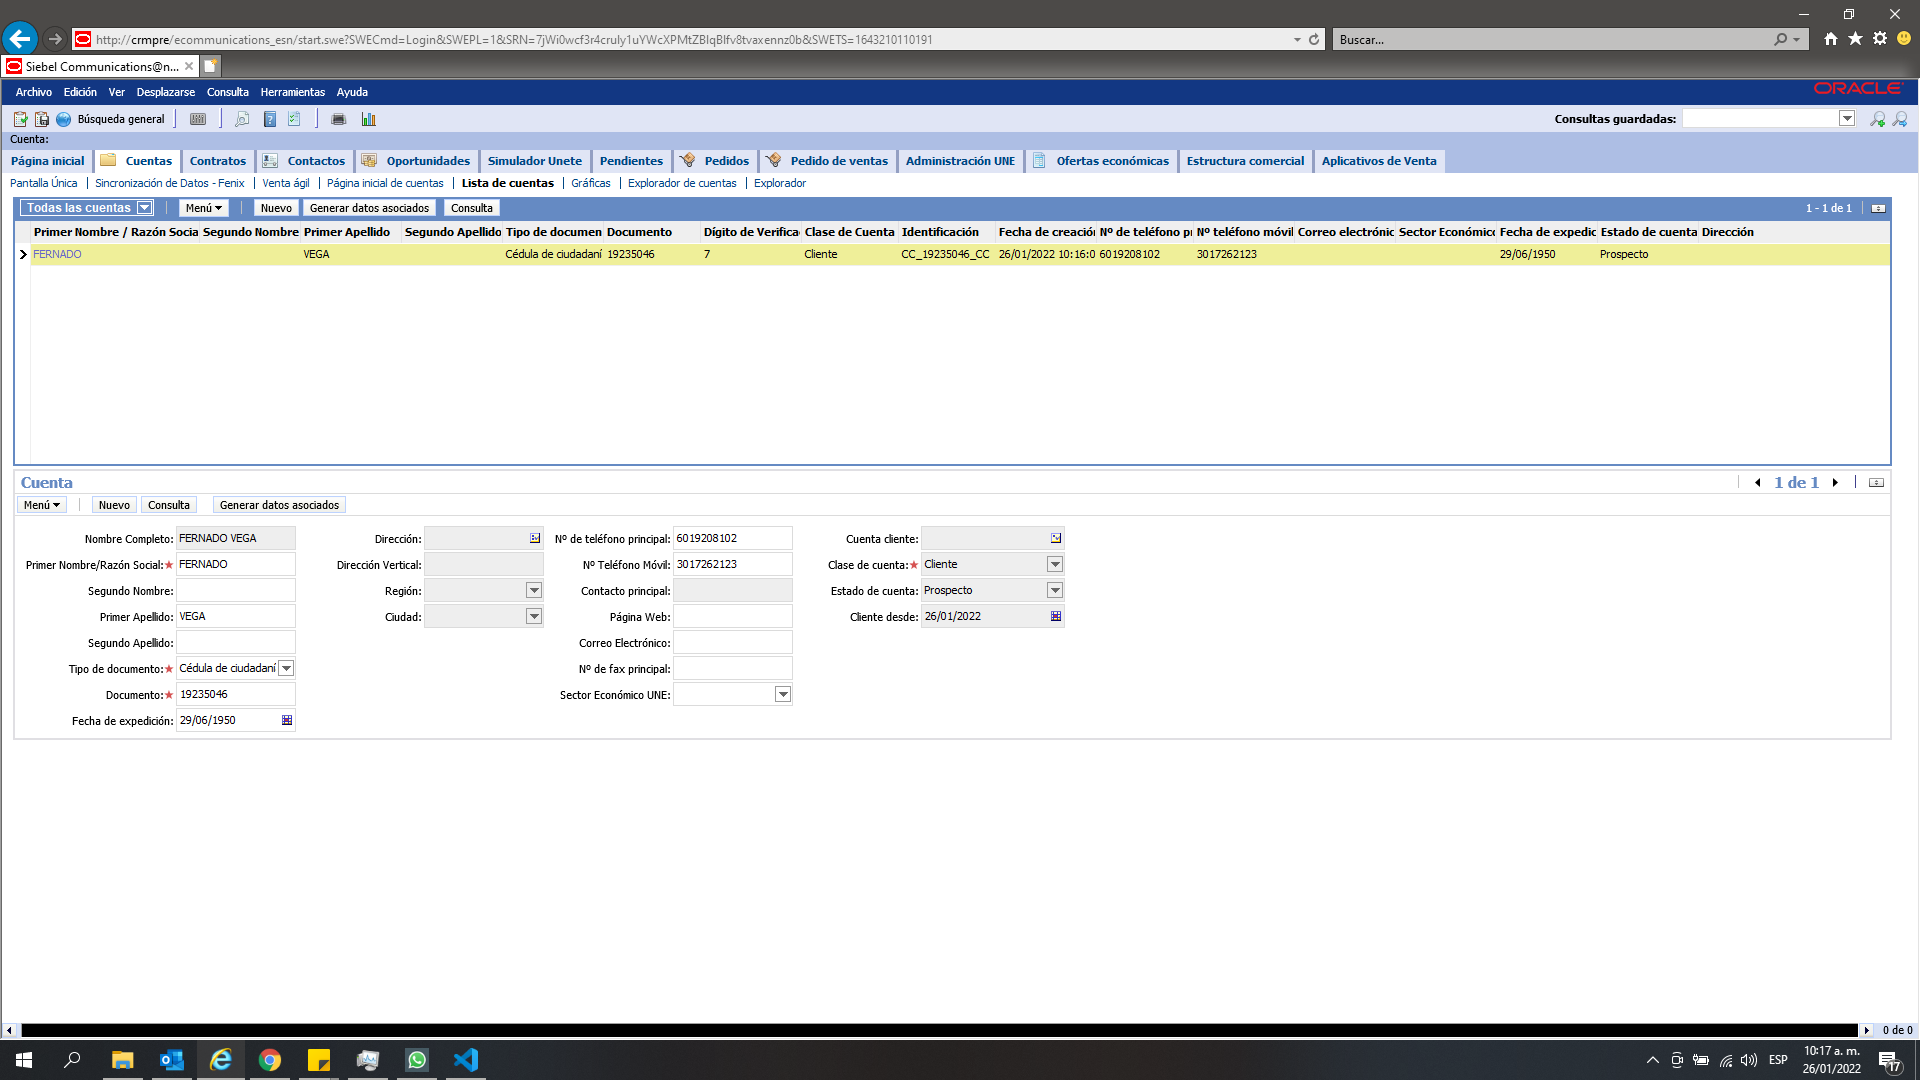 http://crmpre/ecommunications_esn/start.swe?SWECmd=Login&SWEPL=1&SRN=7jWi0wcf3r4cruly1uYWcXPMtZBIqBIfv8tvaxennz0b&SWETS=1643210110191
Buscar...
Siebel Communications@n...
Archivo Edición Ver Desplazarse Consulta Herramientas Ayuda
ORACLE
Búsqueda general
Consultas guardadas:
Cuenta:
Página inicial Cuentas Contratos Contactos Oportunidades Simulador Unete Pendientes Pedidos Pedido de ventas Administración UNE Ofertas económicas Estructura comercial Aplicativos de Venta
Pantalla Única Sincronización de Datos - Fenix Venta ágil Página inicial de cuentas Lista de cuentas Gráficas Explorador de cuentas Explorador
Todas las cuentas Menú Nuevo Generar datos asociados Consulta 1 - 1 de 1
Primer Nombre / Razón Socia Segundo Nombre Primer Apellido Segundo Apellido Tipo de documen Documento Dígito de Verifica Clase de Cuenta Identificación Fecha de creación Nº de teléfono pr Nº teléfono móvil Correo electrónic Sector Económico Fecha de expedic Estado de cuenta Dirección
FERNADO VEGA Cédula de ciudadaní 19235046 7 Cliente CC_19235046_CC 26/01/2022 10:16:0 6019208102 3017262123 29/06/1950 Prospecto
Cuenta 1 de 1
Menú Nuevo Consulta Generar datos asociados
Nombre Completo: FERNADO VEGA Dirección: Nº de teléfono principal: 6019208102 Cuenta cliente:
Primer Nombre/Razón Social:★ FERNADO Dirección Vertical: Nº Teléfono Móvil: 3017262123 Clase de cuenta:★ Cliente
Segundo Nombre: Región: Contacto principal: Estado de cuenta: Prospecto
Primer Apellido: VEGA Ciudad: Página Web: Cliente desde: 26/01/2022
Segundo Apellido: Correo Electrónico:
Tipo de documento:★ Cédula de ciudadaní Nº de fax principal:
Documento:★ 19235046 Sector Económico UNE:
Fecha de expedición: 29/06/1950
0 de 0
ESP
10:17 a. m.
26/01/2022
17